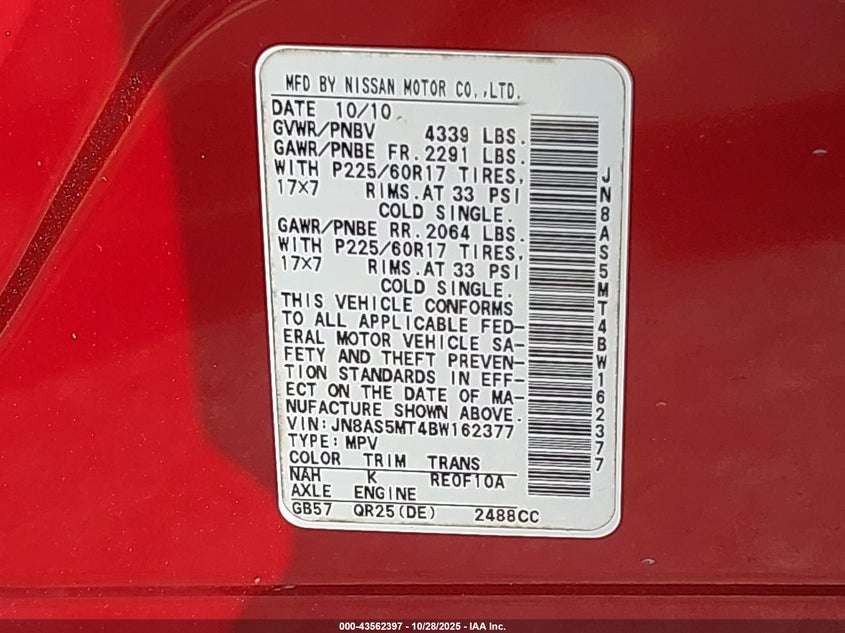 MFD BY NISSAN MOTOR CO.,LTD.
DATE 10/10
GVWR/PNBV 4339 LBS.
GAWR/PNBE FR.2291 LBS.
WITH P225/60R17 TIRES,
17×7 RIMS.AT 33 PSI
COLD SINGLE.
GAWR/PNBE RR.2064 LBS.
WITH P225/60R17 TIRES,
17×7 RIMS.AT 33 PSI
COLD SINGLE.
THIS VEHICLE CONFORMS
TO ALL APPLICABLE FED-
ERAL MOTOR VEHICLE SA-
FETY AND THEFT PREVEN-
TION STANDARDS IN EFF-
ECT ON THE DATE OF MA-
NUFACTURE SHOWN ABOVE.
VIN:JN8AS5MT4BW162377
TYPE:MPV
COLOR TRIM TRANS
NAH K RE0F10A
AXLE ENGINE
GB57 QR25(DE) 2488CC
JN8AS5MT4BW162377
000-43562397 - 10/28/2025 - IAA Inc.